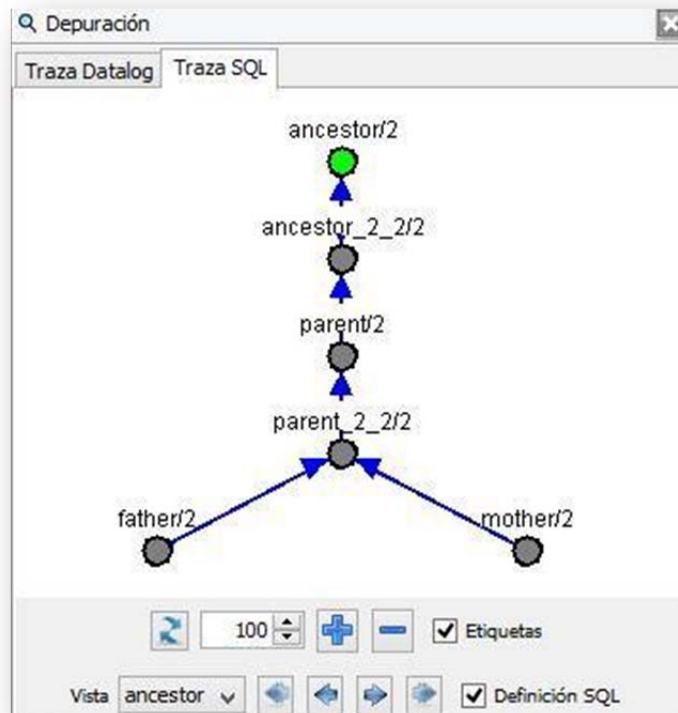 Depuración
Traza Datalog Traza SQL
ancestor/2
ancestor_2_2/2
parent/2
parent_2_2/2
father/2 mother/2
100 Etiquetas
Vista ancestor Definición SQL